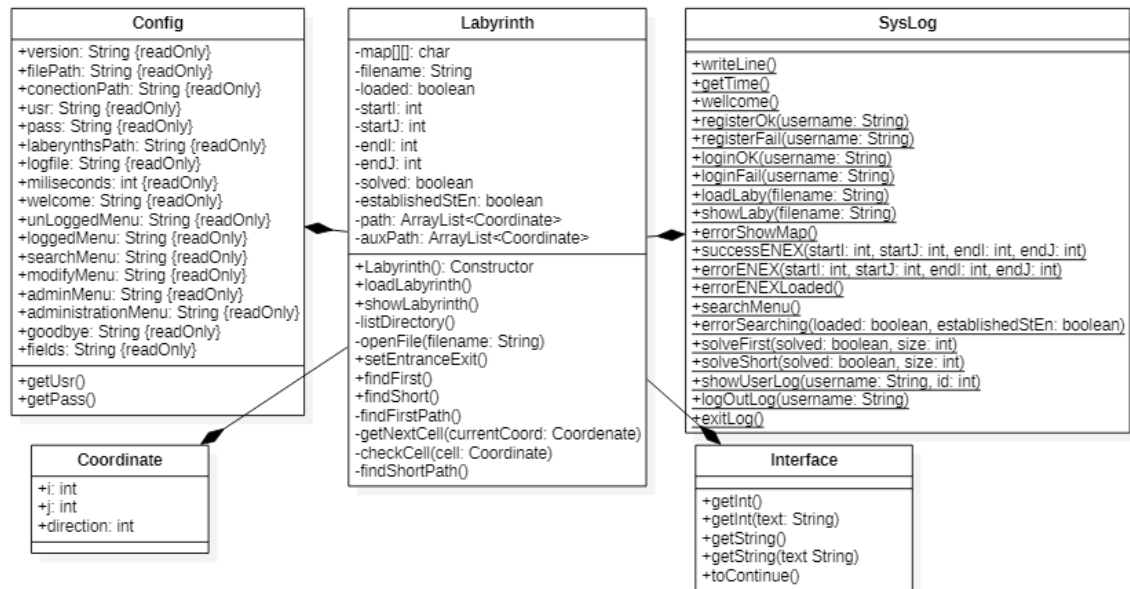 Config
+version: String {readOnly}
+filePath: String {readOnly}
+conectionPath: String {readOnly}
+usr: String {readOnly}
+pass: String {readOnly}
+laberynthsPath: String {readOnly}
+logfile: String {readOnly}
+miliseconds: int {readOnly}
+welcome: String {readOnly}
+unLoggedMenu: String {readOnly}
+loggedMenu: String {readOnly}
+searchMenu: String {readOnly}
+modifyMenu: String {readOnly}
+adminMenu: String {readOnly}
+administrationMenu: String {readOnly}
+goodbye: String {readOnly}
+fields: String {readOnly}
+getUsr()
+getPass()
Labyrinth
-map[][]: char
-filename: String
-loaded: boolean
-startI: int
-startJ: int
-endI: int
-endJ: int
-solved: boolean
-establishedStEn: boolean
-path: ArrayList<Coordinate>
-auxPath: ArrayList<Coordinate>
+Labyrinth(): Constructor
+loadLabyrinth()
+showLabyrinth()
-listDirectory()
-openFile(filename: String)
+setEntranceExit()
+findFirst()
+findShort()
-findFirstPath()
-getNextCell(currentCoord: Coordenate)
-checkCell(cell: Coordinate)
-findShortPath()
SysLog
+writeLine()
+getTime()
+wellcome()
+registerOk(username: String)
+registerFail(username: String)
+loginOK(username: String)
+loginFail(username: String)
+loadLaby(filename: String)
+showLaby(filename: String)
+errorShowMap()
+successENEX(startI: int, startJ: int, endI: int, endJ: int)
+errorENEX(startI: int, startJ: int, endI: int, endJ: int)
+errorENEXLoaded()
+searchMenu()
+errorSearching(loaded: boolean, establishedStEn: boolean)
+solveFirst(solved: boolean, size: int)
+solveShort(solved: boolean, size: int)
+showUserLog(username: String, id: int)
+logOutLog(username: String)
+exitLog()
Coordinate
+i: int
+j: int
+direction: int
Interface
+getInt()
+getInt(text: String)
+getString()
+getString(text String)
+toContinue()